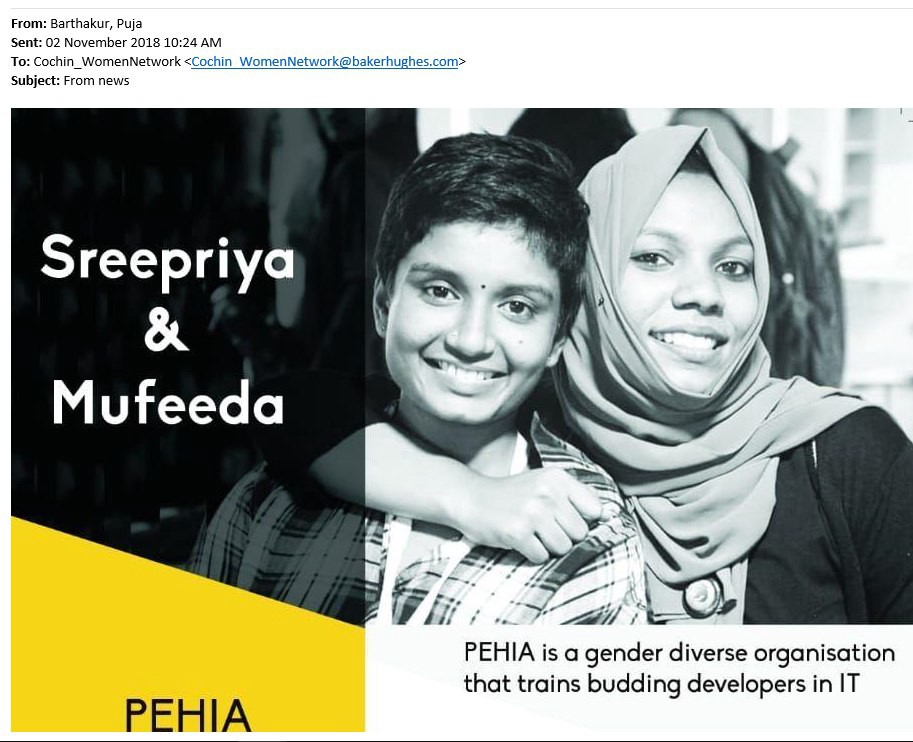 From: Barthakur, Puja
Sent: 02 November 2018 10:24 AM
To: Cochin_WomenNetwork <Cochin_WomenNetwork@bakerhughes.com>
Subject: From news
Sreepriya
&
Mufeeda
PEHIA is a gender diverse organisation
that trains budding developers in IT
PEHIA